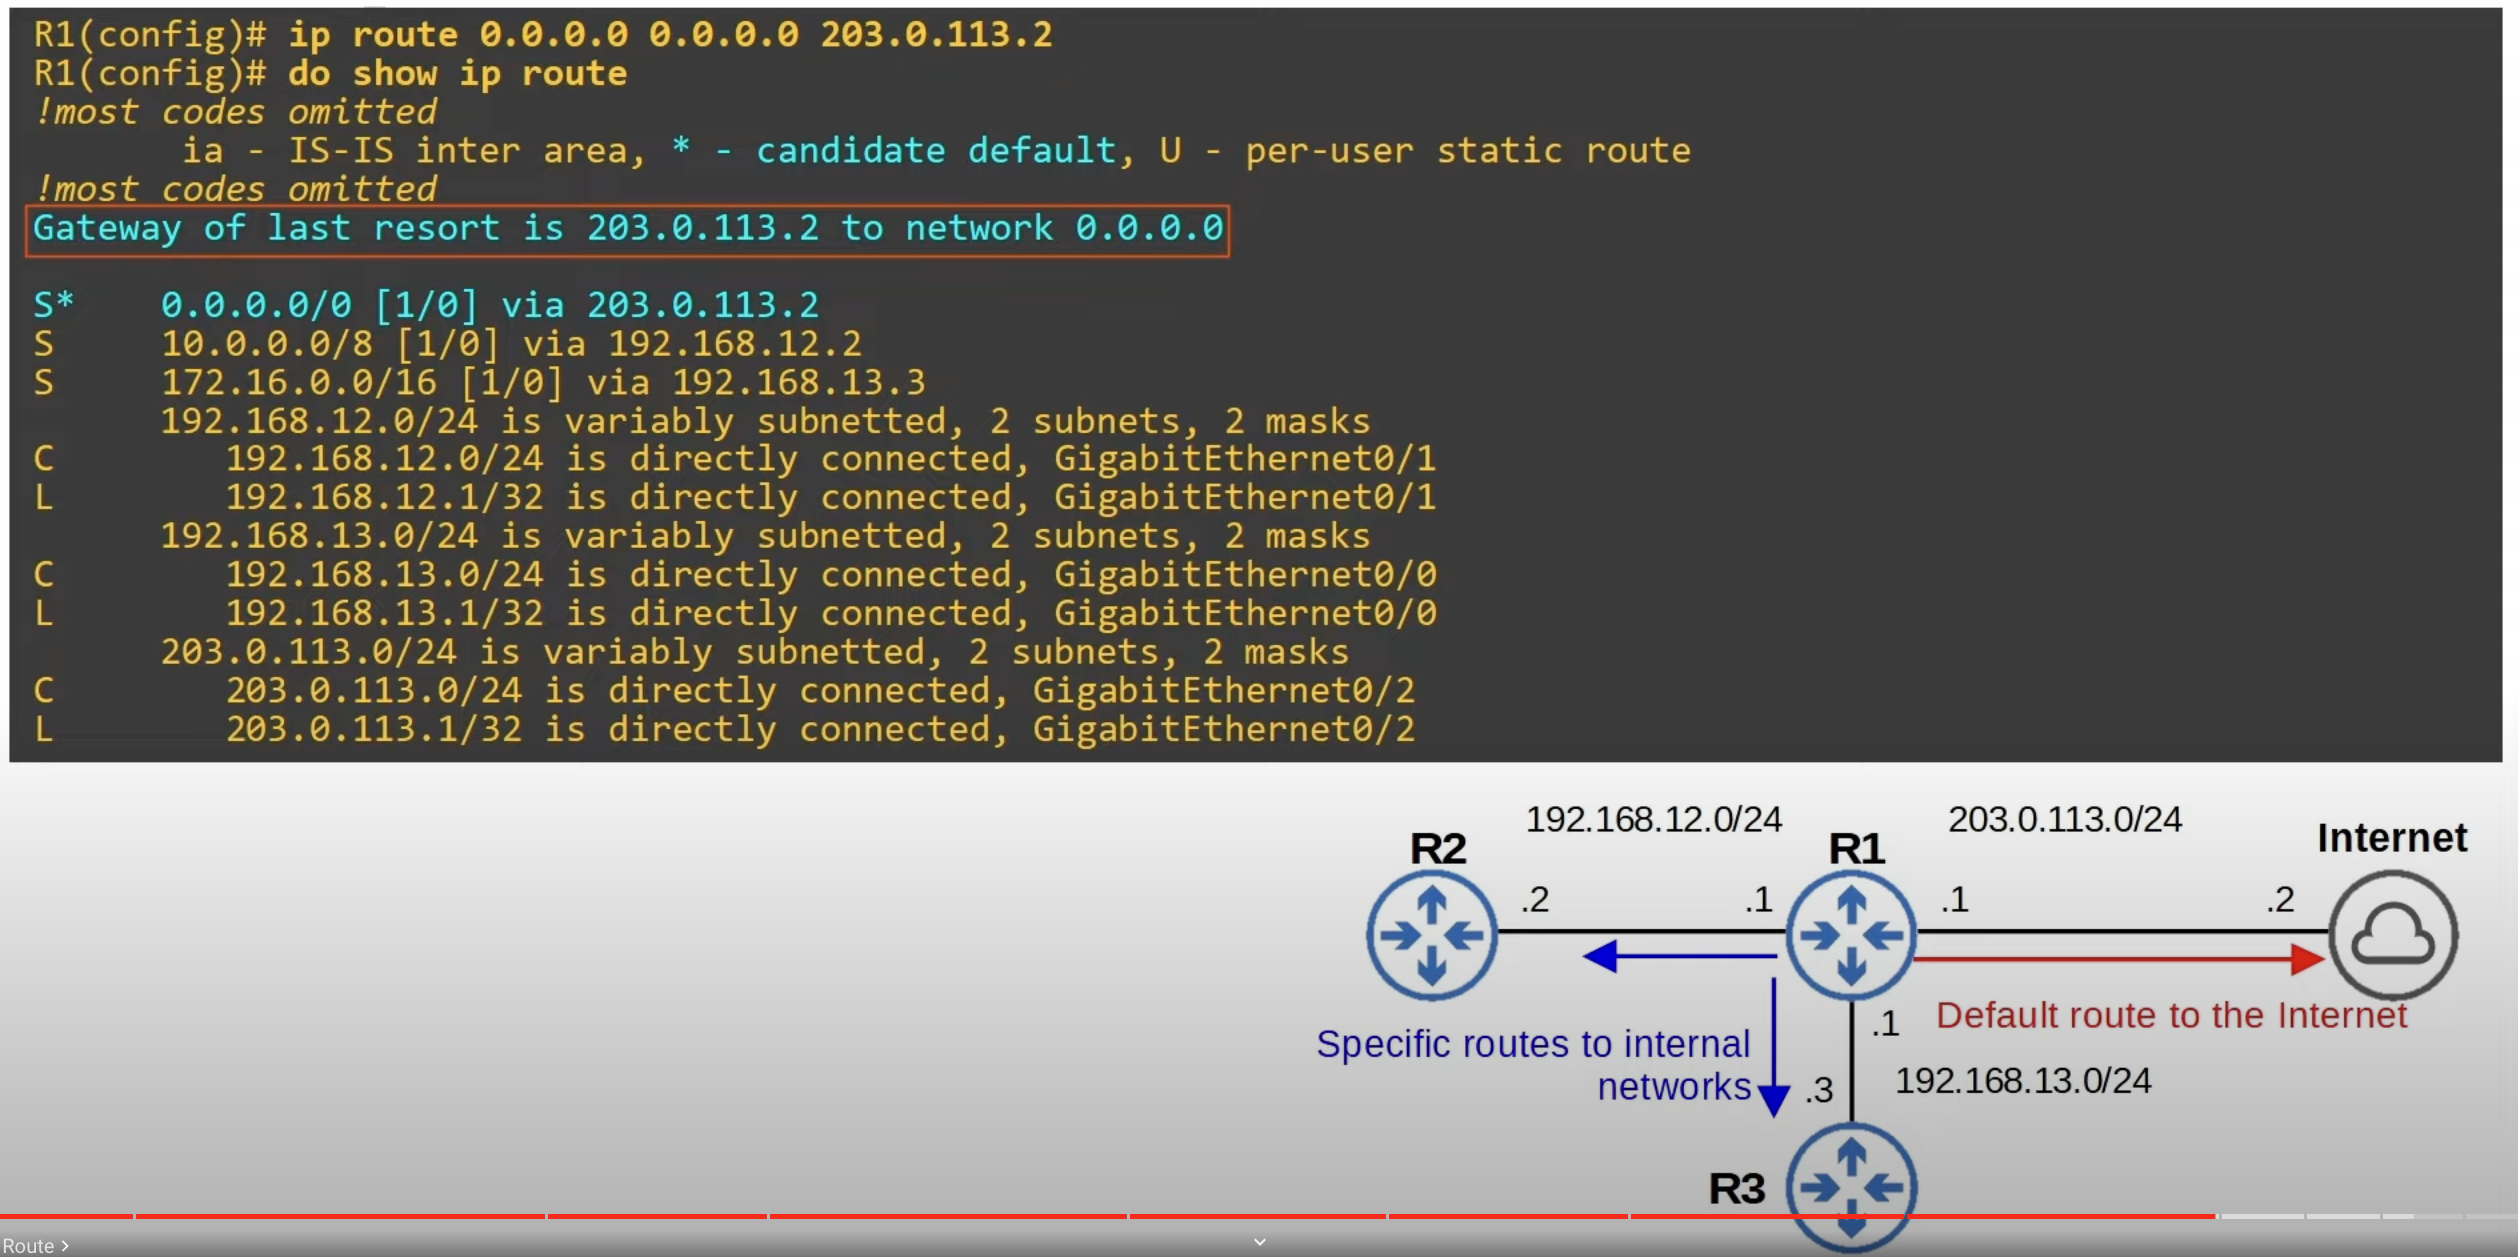 R1(config)# ip route 0.0.0.0 0.0.0.0 203.0.113.2
R1(config)# do show ip route
!most codes omitted
ia - IS-IS inter area, * - candidate default, U - per-user static route
!most codes omitted
Gateway of last resort is 203.0.113.2 to network 0.0.0.0
S* 0.0.0.0/0 [1/0] via 203.0.113.2
S 10.0.0.0/8 [1/0] via 192.168.12.2
S 172.16.0.0/16 [1/0] via 192.168.13.3
192.168.12.0/24 is variably subnetted, 2 subnets, 2 masks
C 192.168.12.0/24 is directly connected, GigabitEthernet0/1
L 192.168.12.1/32 is directly connected, GigabitEthernet0/1
192.168.13.0/24 is variably subnetted, 2 subnets, 2 masks
C 192.168.13.0/24 is directly connected, GigabitEthernet0/0
L 192.168.13.1/32 is directly connected, GigabitEthernet0/0
203.0.113.0/24 is variably subnetted, 2 subnets, 2 masks
C 203.0.113.0/24 is directly connected, GigabitEthernet0/2
L 203.0.113.1/32 is directly connected, GigabitEthernet0/2
192.168.12.0/24
203.0.113.0/24
R2
R1
Internet
.2
.1
.1
.2
Default route to the Internet
.1
Specific routes to internal
networks
.3
192.168.13.0/24
R3
Route